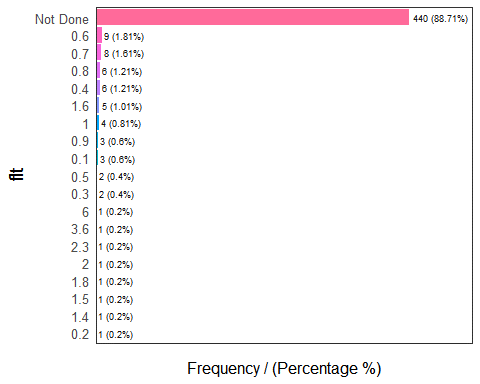 Not Done 440 (88.71%)
0.6 9 (1.81%)
0.7 8 (1.61%)
0.8 6 (1.21%)
0.4 6 (1.21%)
1.6 5 (1.01%)
1 4 (0.81%)
0.9 3 (0.6%)
0.1 3 (0.6%)
0.5 2 (0.4%)
0.3 2 (0.4%)
6 1 (0.2%)
3.6 1 (0.2%)
2.3 1 (0.2%)
2 1 (0.2%)
1.8 1 (0.2%)
1.5 1 (0.2%)
1.4 1 (0.2%)
0.2 1 (0.2%)
flt
Frequency / (Percentage %)